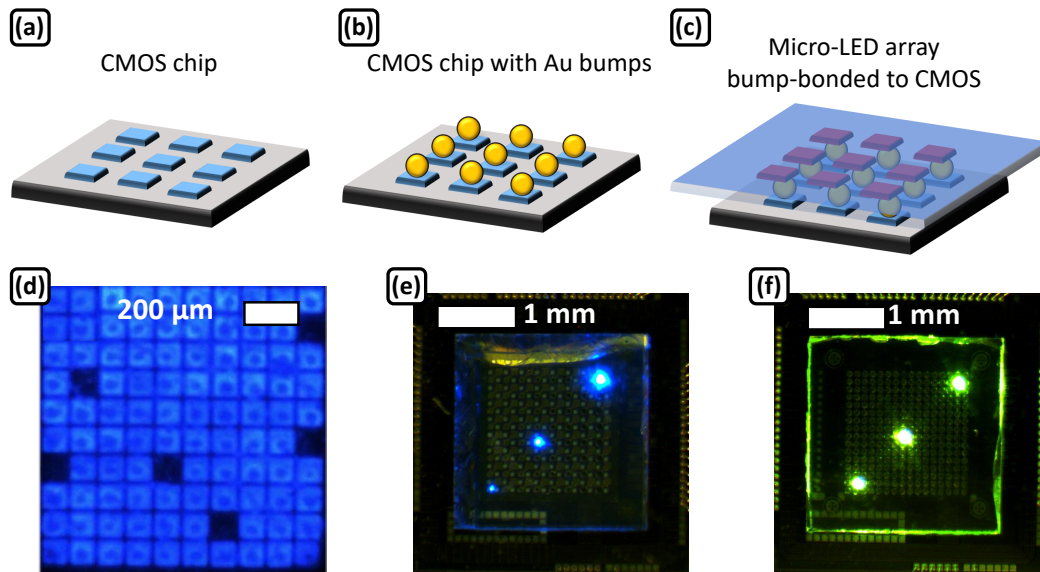 (a)
CMOS chip
(b)
CMOS chip with Au bumps
(c)
Micro-LED array
bump-bonded to CMOS
(d)
200 µm
(e)
1 mm
(f)
1 mm